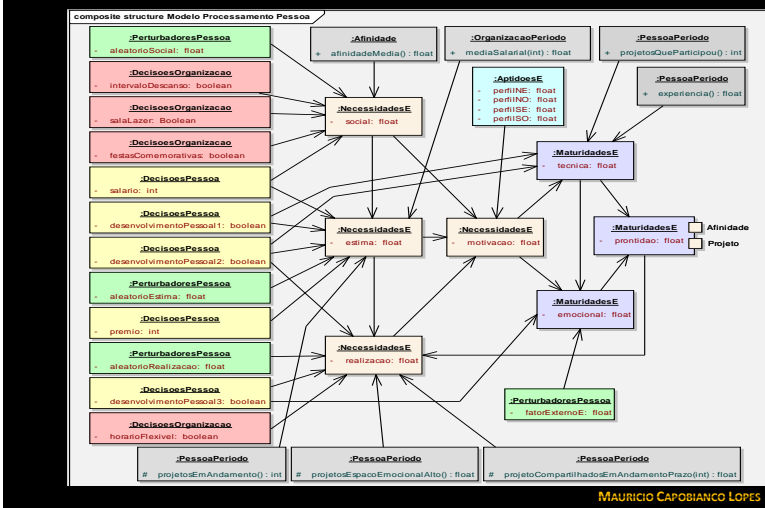 composite structure Modelo Processamento Pessoa
:PerturbadoresPessoa
- aleatorioSocial: float
:Afinidade
+ afinidadeMedia() : float
:OrganizacaoPeriodo
+ mediaSalarial(int) : float
:PessoaPeriodo
+ projetosQueParticipou() : int
:DecisoesOrganizacao
- intervaloDescanso: boolean
:AptidoesE
- perfilNE: float
- perfilNO: float
- perfilSE: float
- perfilSO: float
:PessoaPeriodo
+ experiencia() : float
:DecisoesOrganizacao
- salaLazer: Boolean
:NecessidadesE
- social: float
:DecisoesOrganizacao
- festasComemorativas: boolean
:MaturidadesE
- tecnica: float
:DecisoesPessoa
- salario: int
:DecisoesPessoa
- desenvolvimentoPessoal1: boolean
:NecessidadesE
- estima: float
:NecessidadesE
- motivacao: float
:MaturidadesE
- prontidao: float
Afinidade
Projeto
:DecisoesPessoa
- desenvolvimentoPessoal2: boolean
:PerturbadoresPessoa
- aleatorioEstima: float
:MaturidadesE
- emocional: float
:DecisoesPessoa
- premio: int
:PerturbadoresPessoa
- aleatorioRealizacao: float
:NecessidadesE
- realizacao: float
:DecisoesPessoa
- desenvolvimentoPessoal3: boolean
:PerturbadoresPessoa
- fatorExternoE: float
:DecisoesOrganizacao
- horarioFlexivel: boolean
:PessoaPeriodo
# projetosEmAndamento() : int
:PessoaPeriodo
# projetosEspacoEmocionalAlto() : float
:PessoaPeriodo
# projetoCompartilhadosEmAndamentoPrazo(int) : float
MAURICIO CAPOBIANCO LOPES